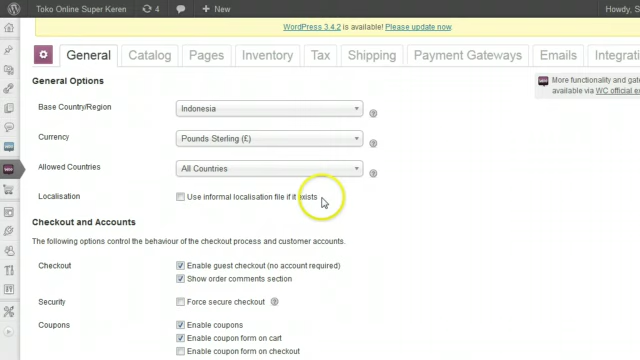 Toko Online Super Keren 4 + New Howdy, S
WordPress 3.4.2 is available! Please update now.
General Catalog Pages Inventory Tax Shipping Payment Gateways Emails Integrati
General Options
More functionality and gate
available via WC official ex
Base Country/Region Indonesia
Currency Pounds Sterling (£)
Allowed Countries All Countries
Localisation Use informal localisation file if it exists
Checkout and Accounts
The following options control the behaviour of the checkout process and customer accounts.
Checkout Enable guest checkout (no account required)
Show order comments section
Security Force secure checkout
Coupons Enable coupons
Enable coupon form on cart
Enable coupon form on checkout